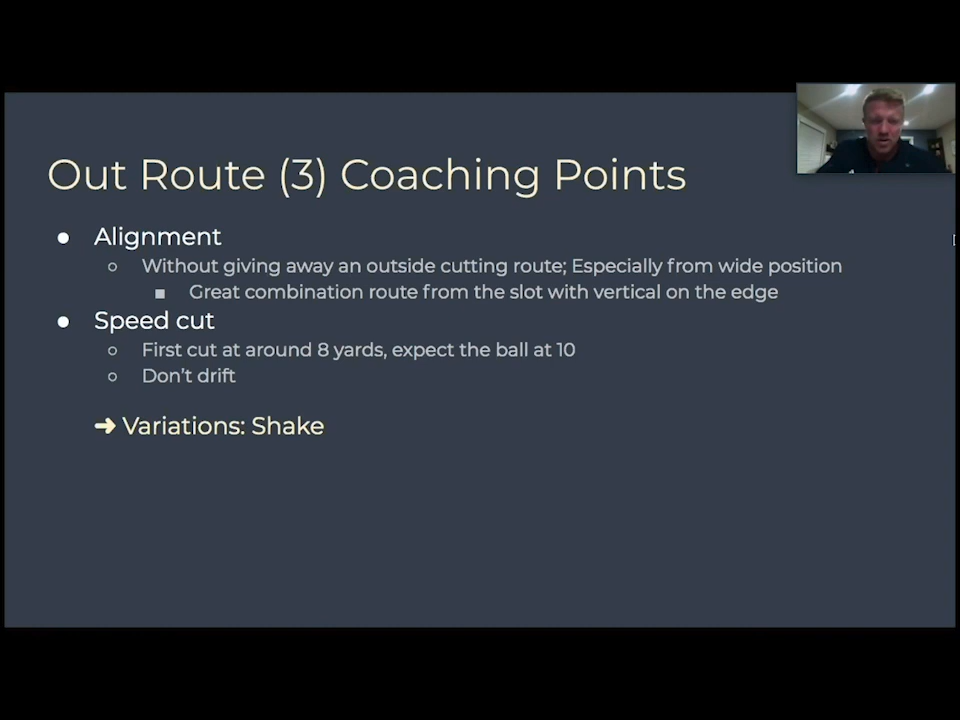 Out Route (3) Coaching Points
● Alignment
○ Without giving away an outside cutting route; Especially from wide position
■ Great combination route from the slot with vertical on the edge
● Speed cut
○ First cut at around 8 yards, expect the ball at 10
○ Don't drift
➜ Variations: Shake